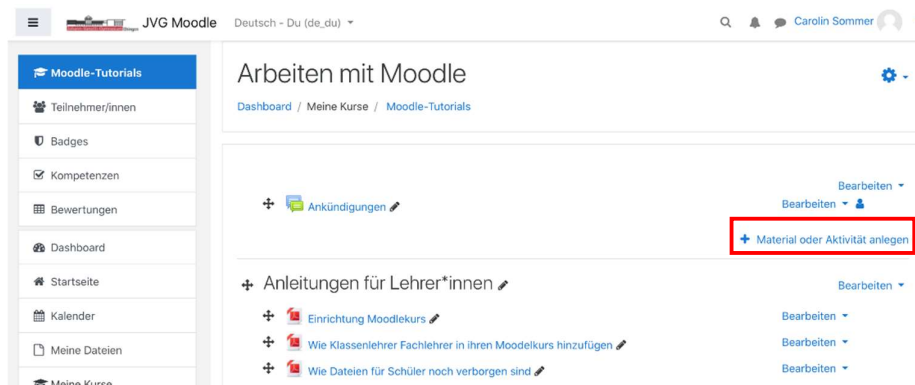 JVG Moodle Deutsch - Du (de_du) Carolin Sommer
Moodle-Tutorials
Teilnehmer/innen
Badges
Kompetenzen
Bewertungen
Dashboard
Startseite
Kalender
Meine Dateien
Meine Kurse
Arbeiten mit Moodle
Dashboard / Meine Kurse / Moodle-Tutorials
Bearbeiten
Ankündigungen Bearbeiten
+ Material oder Aktivität anlegen
Anleitungen für Lehrer*innen Bearbeiten
Einrichtung Moodlekurs Bearbeiten
Wie Klassenlehrer Fachlehrer in ihren Moodelkurs hinzufügen Bearbeiten
Wie Dateien für Schüler noch verborgen sind Bearbeiten